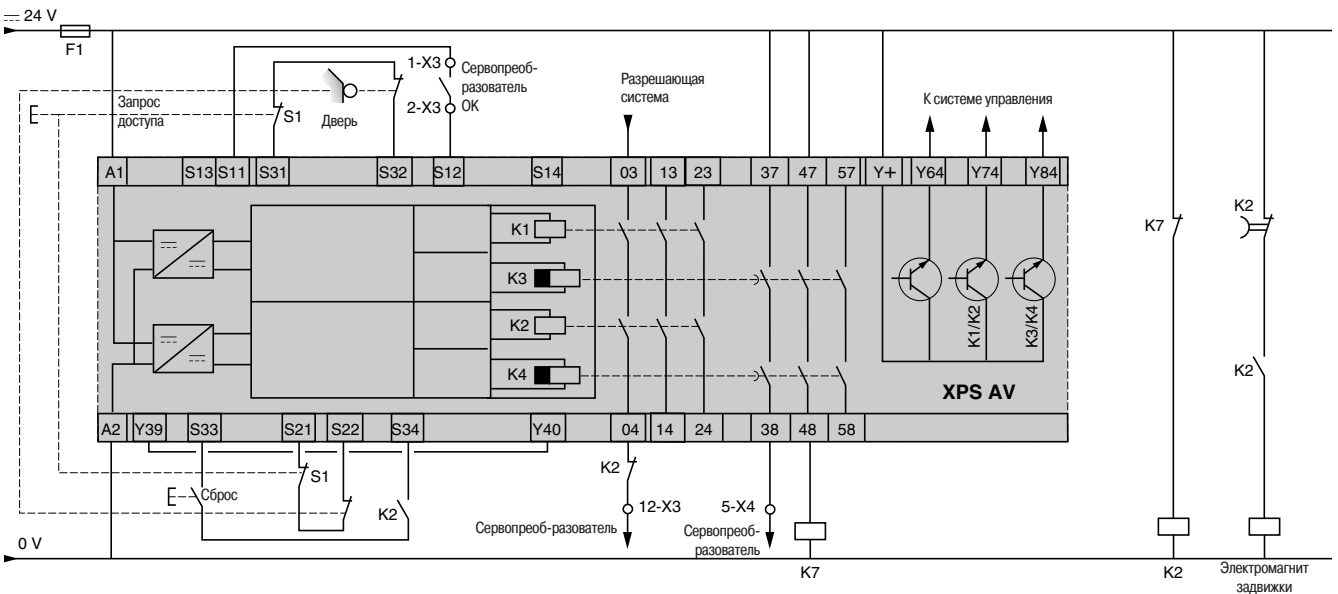 24 V
F1
Запрос
доступа
S1
Дверь
1-X3
2-X3
Сервопреоб-
разователь
OK
Разрешающая
система
К системе управления
A1
S13
S11
S31
S32
S12
S14
03
13
23
37
47
57
Y+
Y64
Y74
Y84
K1
K3
K2
K4
K1/K2
K3/K4
XPS AV
K7
K2
K2
A2
Y39
S33
S21
S22
S34
Y40
04
14
24
38
48
58
S1
Сброс
K2
K2
12-X3
Сервопреоб-разователь
5-X4
Сервопреоб-
разователь
0 V
K7
K2
Электромагнит
задвижки